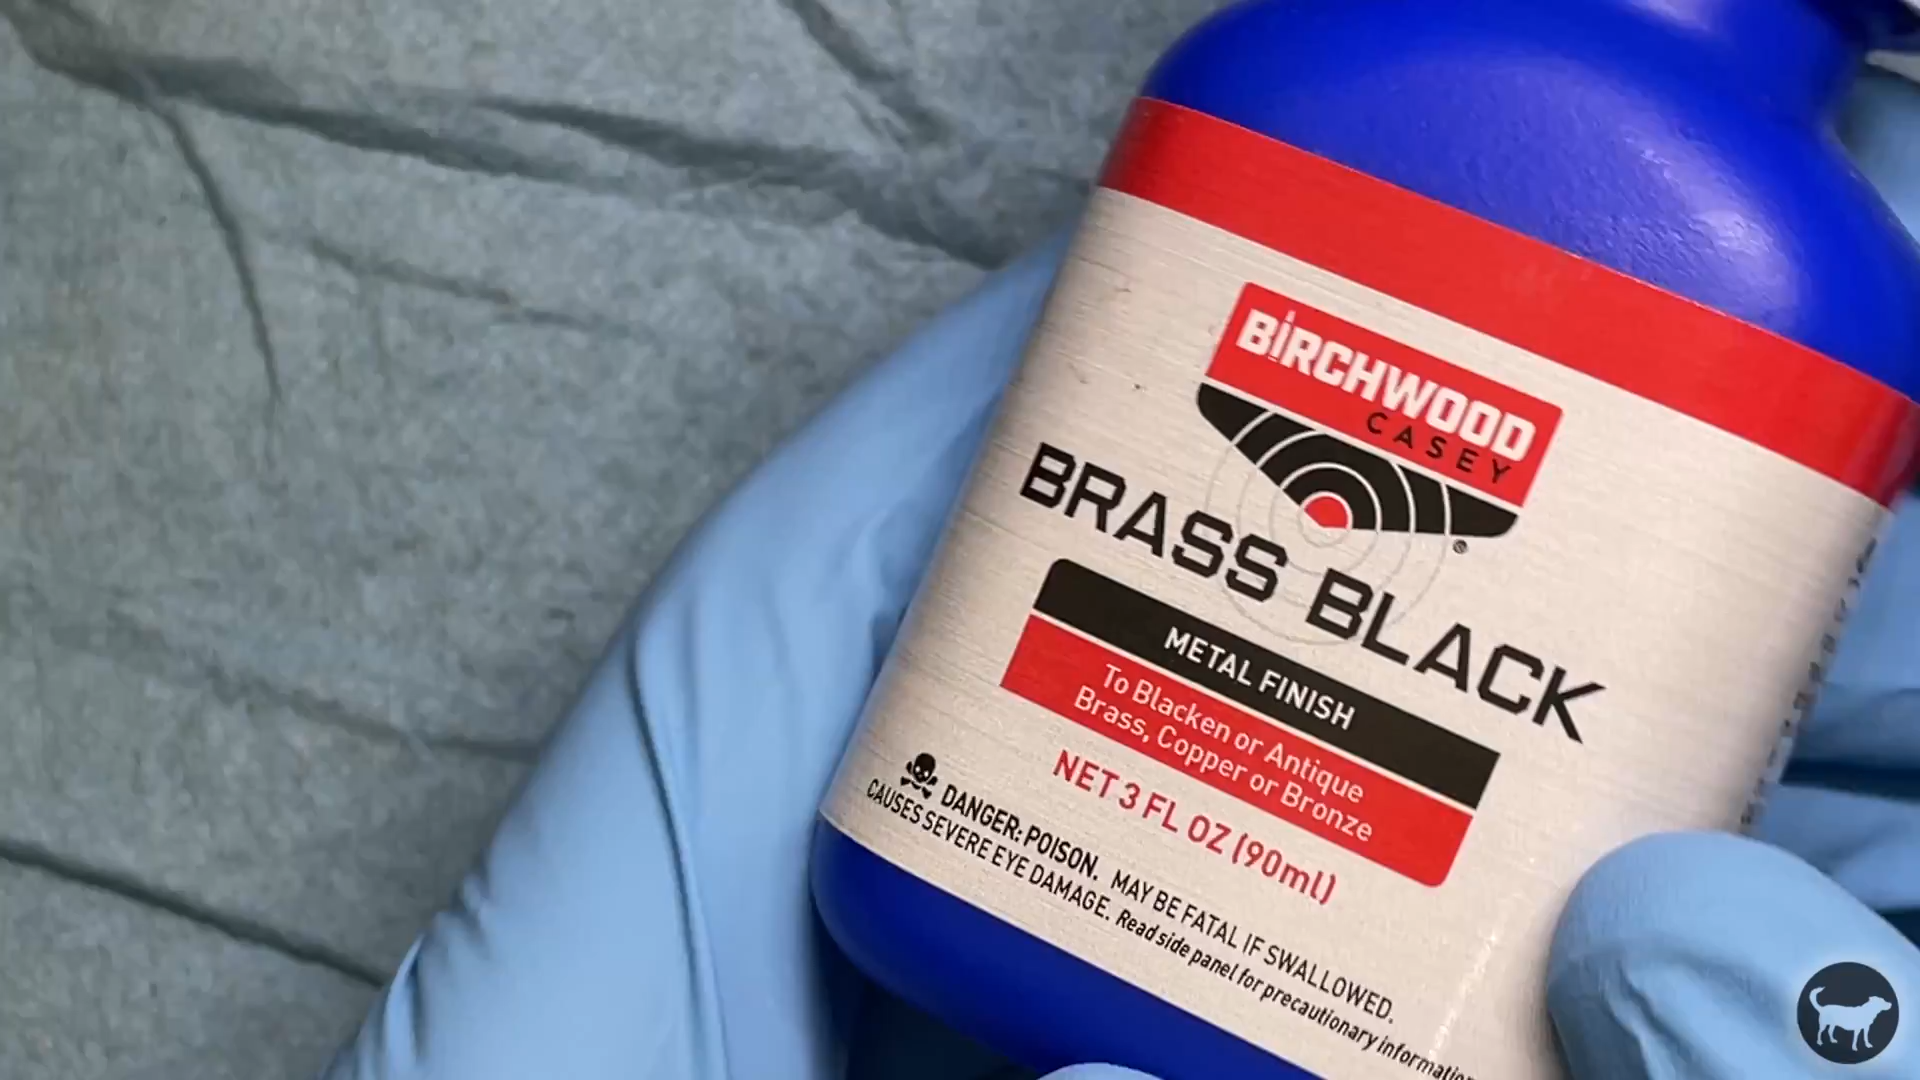 BIRCHWOOD
CASEY
®
BRASS BLACK
METAL FINISH
To Blacken or Antique
Brass, Copper or Bronze
NET 3 FL OZ (90ml)
DANGER: POISON. MAY BE FATAL IF SWALLOWED.
CAUSES SEVERE EYE DAMAGE. Read side panel for precautionary information